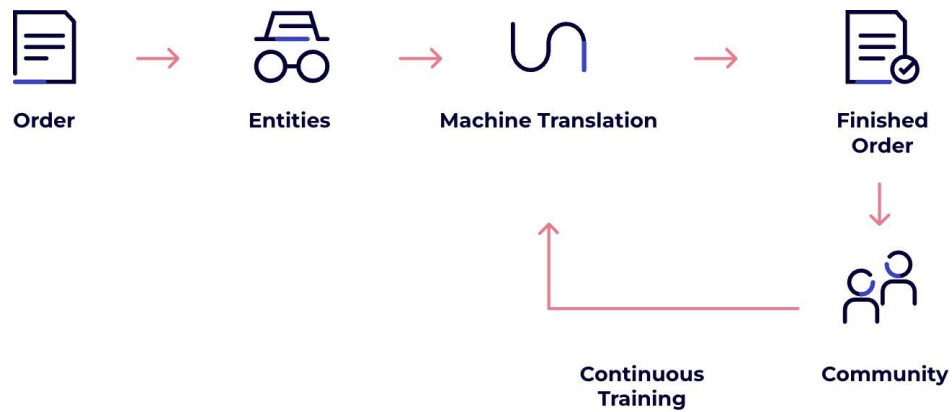 Order
Entities
Machine Translation
Finished
Order
Continuous
Training
Community